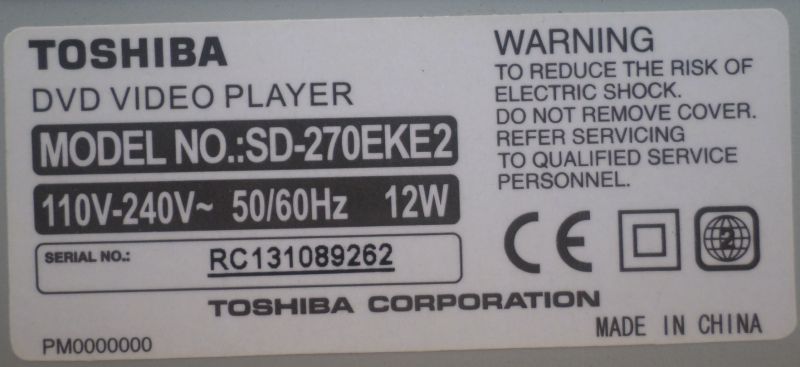 TOSHIBA
DVD VIDEO PLAYER
MODEL NO.:SD-270EKE2
110V-240V~ 50/60Hz 12W
SERIAL NO.: RC131089262
WARNING
TO REDUCE THE RISK OF
ELECTRIC SHOCK.
DO NOT REMOVE COVER.
REFER SERVICING
TO QUALIFIED SERVICE
PERSONNEL.
CE
2
TOSHIBA CORPORATION
MADE IN CHINA
PM0000000